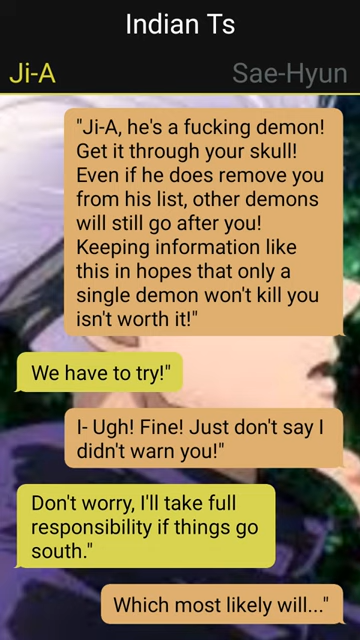 Indian Ts
Ji-A
Sae-Hyun
"Ji-A, he's a fucking demon!
Get it through your skull!
Even if he does remove you
from his list, other demons
will still go after you!
Keeping information like
this in hopes that only a
single demon won't kill you
isn't worth it!"
We have to try!"
I- Ugh! Fine! Just don't say I
didn't warn you!"
Don't worry, I'll take full
responsibility if things go
south."
Which most likely will..."